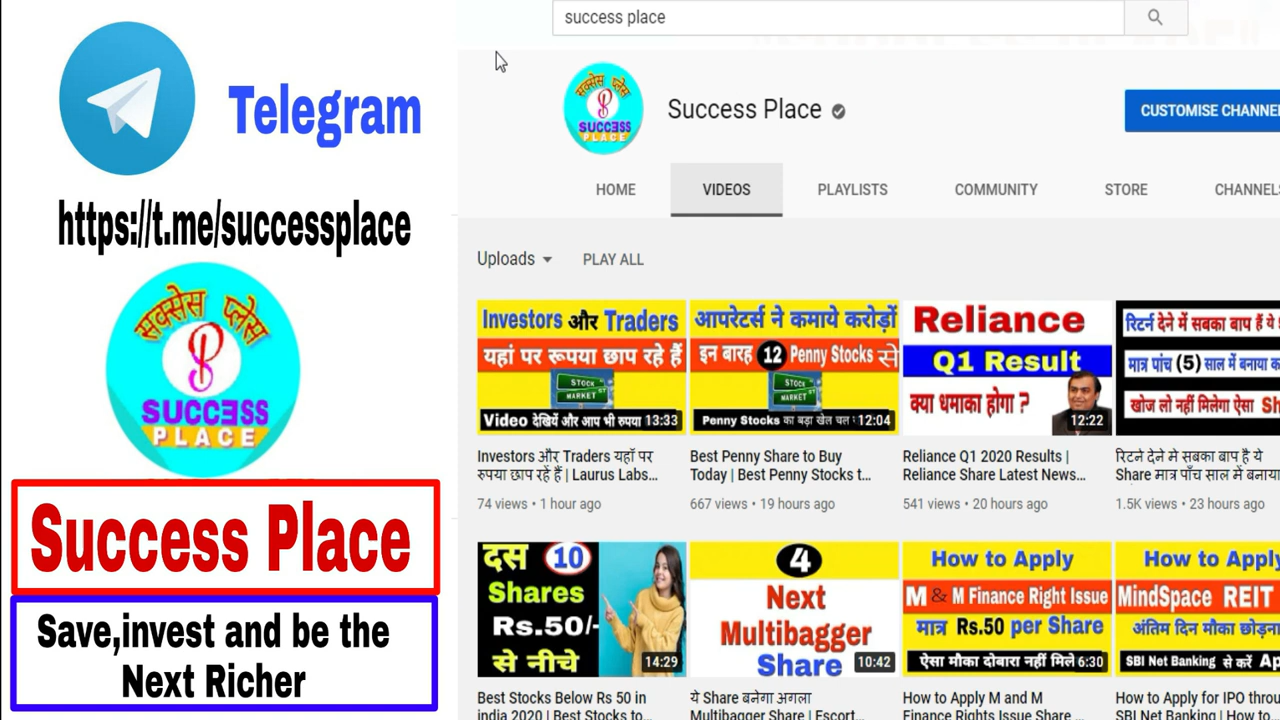 Telegram
https://t.me/successplace
सक्सेस प्लेस
SUCCESS
PLACE
Success Place
Save,invest and be the
Next Richer
success place
सक्सेस प्लेस
SUCCESS
PLACE
Success Place
CUSTOMISE CHANNE
HOME
VIDEOS
PLAYLISTS
COMMUNITY
STORE
CHANNELS
Uploads
PLAY ALL
Investors और Traders
यहां पर रूपया छाप रहे हैं
STOCK
MARKET
Video देखियें और आप भी रुपया
13:33
Investors और Traders यहाँ पर
रुपया छाप रहें हैं | Laurus Labs...
74 views • 1 hour ago
आपरेटर्स ने कमाये करोड़ों
इन बारह 12 Penny Stocks से
STOCK
MARKET
Penny Stocks का बड़ा खेल चल
12:04
Best Penny Share to Buy
Today | Best Penny Stocks t...
667 views • 19 hours ago
Reliance
Q1 Result
क्या धमाका होगा ?
12:22
Reliance Q1 2020 Results |
Reliance Share Latest News...
541 views • 20 hours ago
रिटर्न देने में सबका बाप हैं ये
मात्र पांच (5) साल में बनाया क
खोज लो नहीं मिलेगा ऐसा Sh
रिटर्न देने मे सबका बाप है ये
Share मात्र पाँच साल में बनाया
1.5K views • 23 hours ago
दस 10
Shares
Rs.50/-
से नीचे
14:29
Best Stocks Below Rs 50 in
india 2020 | Best Stocks to...
4
Next
Multibagger
Share
10:42
ये Share बनेगा अगला
Multibagger Share | Escort...
How to Apply
M & M Finance Right Issue
मात्र Rs.50 per Share
ऐसा मौका दोबारा नहीं मिले
6:30
How to Apply M and M
Finance Rights Issue Share...
How to Apply
MindSpace REIT
अंतिम दिन मौका छोड़ना
SBI Net Banking से करें Ap
How to Apply for IPO throu
SBI Net Banking | How to